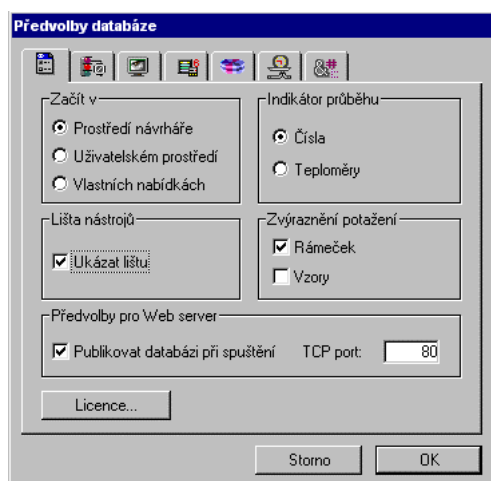 Předvolby databáze
Začít v
Prostředí návrháře
Uživatelském prostředí
Vlastních nabídkách
Indikátor průběhu
Čísla
Teploměry
Lišta nástrojů
Ukázat lištu
Zvýraznění potažení
Rámeček
Vzory
Předvolby pro Web server
Publikovat databázi při spuštění TCP port: 80
Licence...
Storno OK